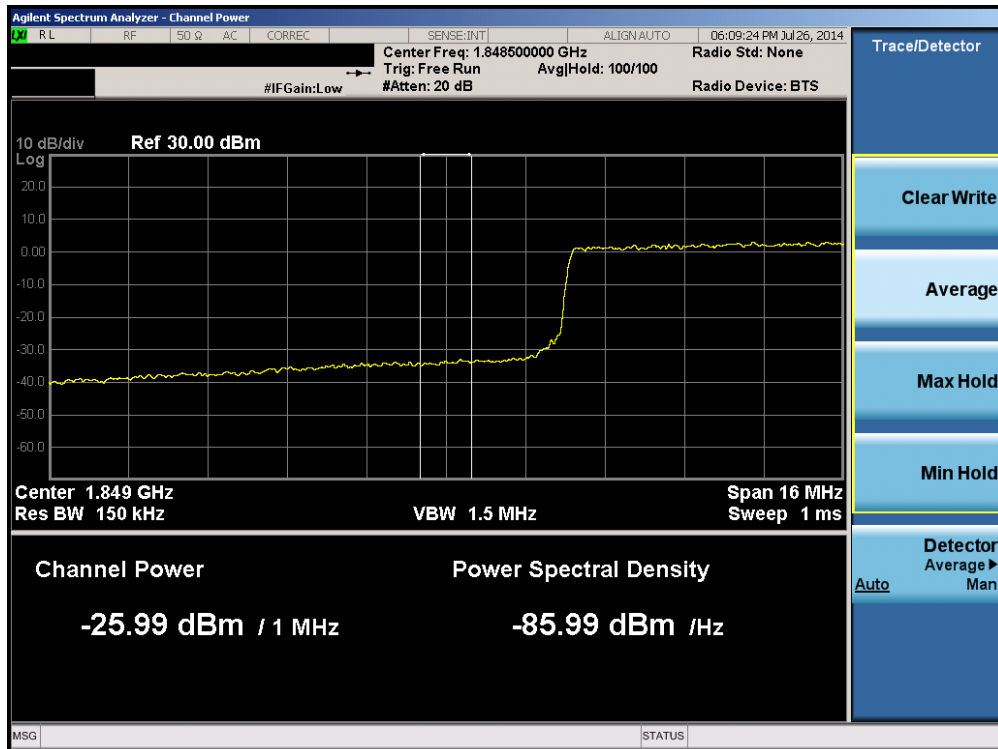 Agilent Spectrum Analyzer - Channel Power
LXI RL RF 50 Ω AC CORREC SENSE:INT ALIGN AUTO 06:09:24 PM Jul 26, 2014
Center Freq: 1.848500000 GHz Radio Std: None
Trig: Free Run Avg|Hold: 100/100
#IFGain:Low #Atten: 20 dB Radio Device: BTS
10 dB/div Ref 30.00 dBm
Log
20.0
10.0
0.00
-10.0
-20.0
-30.0
-40.0
-50.0
-60.0
Center 1.849 GHz Span 16 MHz
Res BW 150 kHz VBW 1.5 MHz Sweep 1 ms
Channel Power Power Spectral Density
-25.99 dBm / 1 MHz -85.99 dBm /Hz
MSG STATUS
Trace/Detector
Clear Write
Average
Max Hold
Min Hold
Detector
Average▶
Auto Man